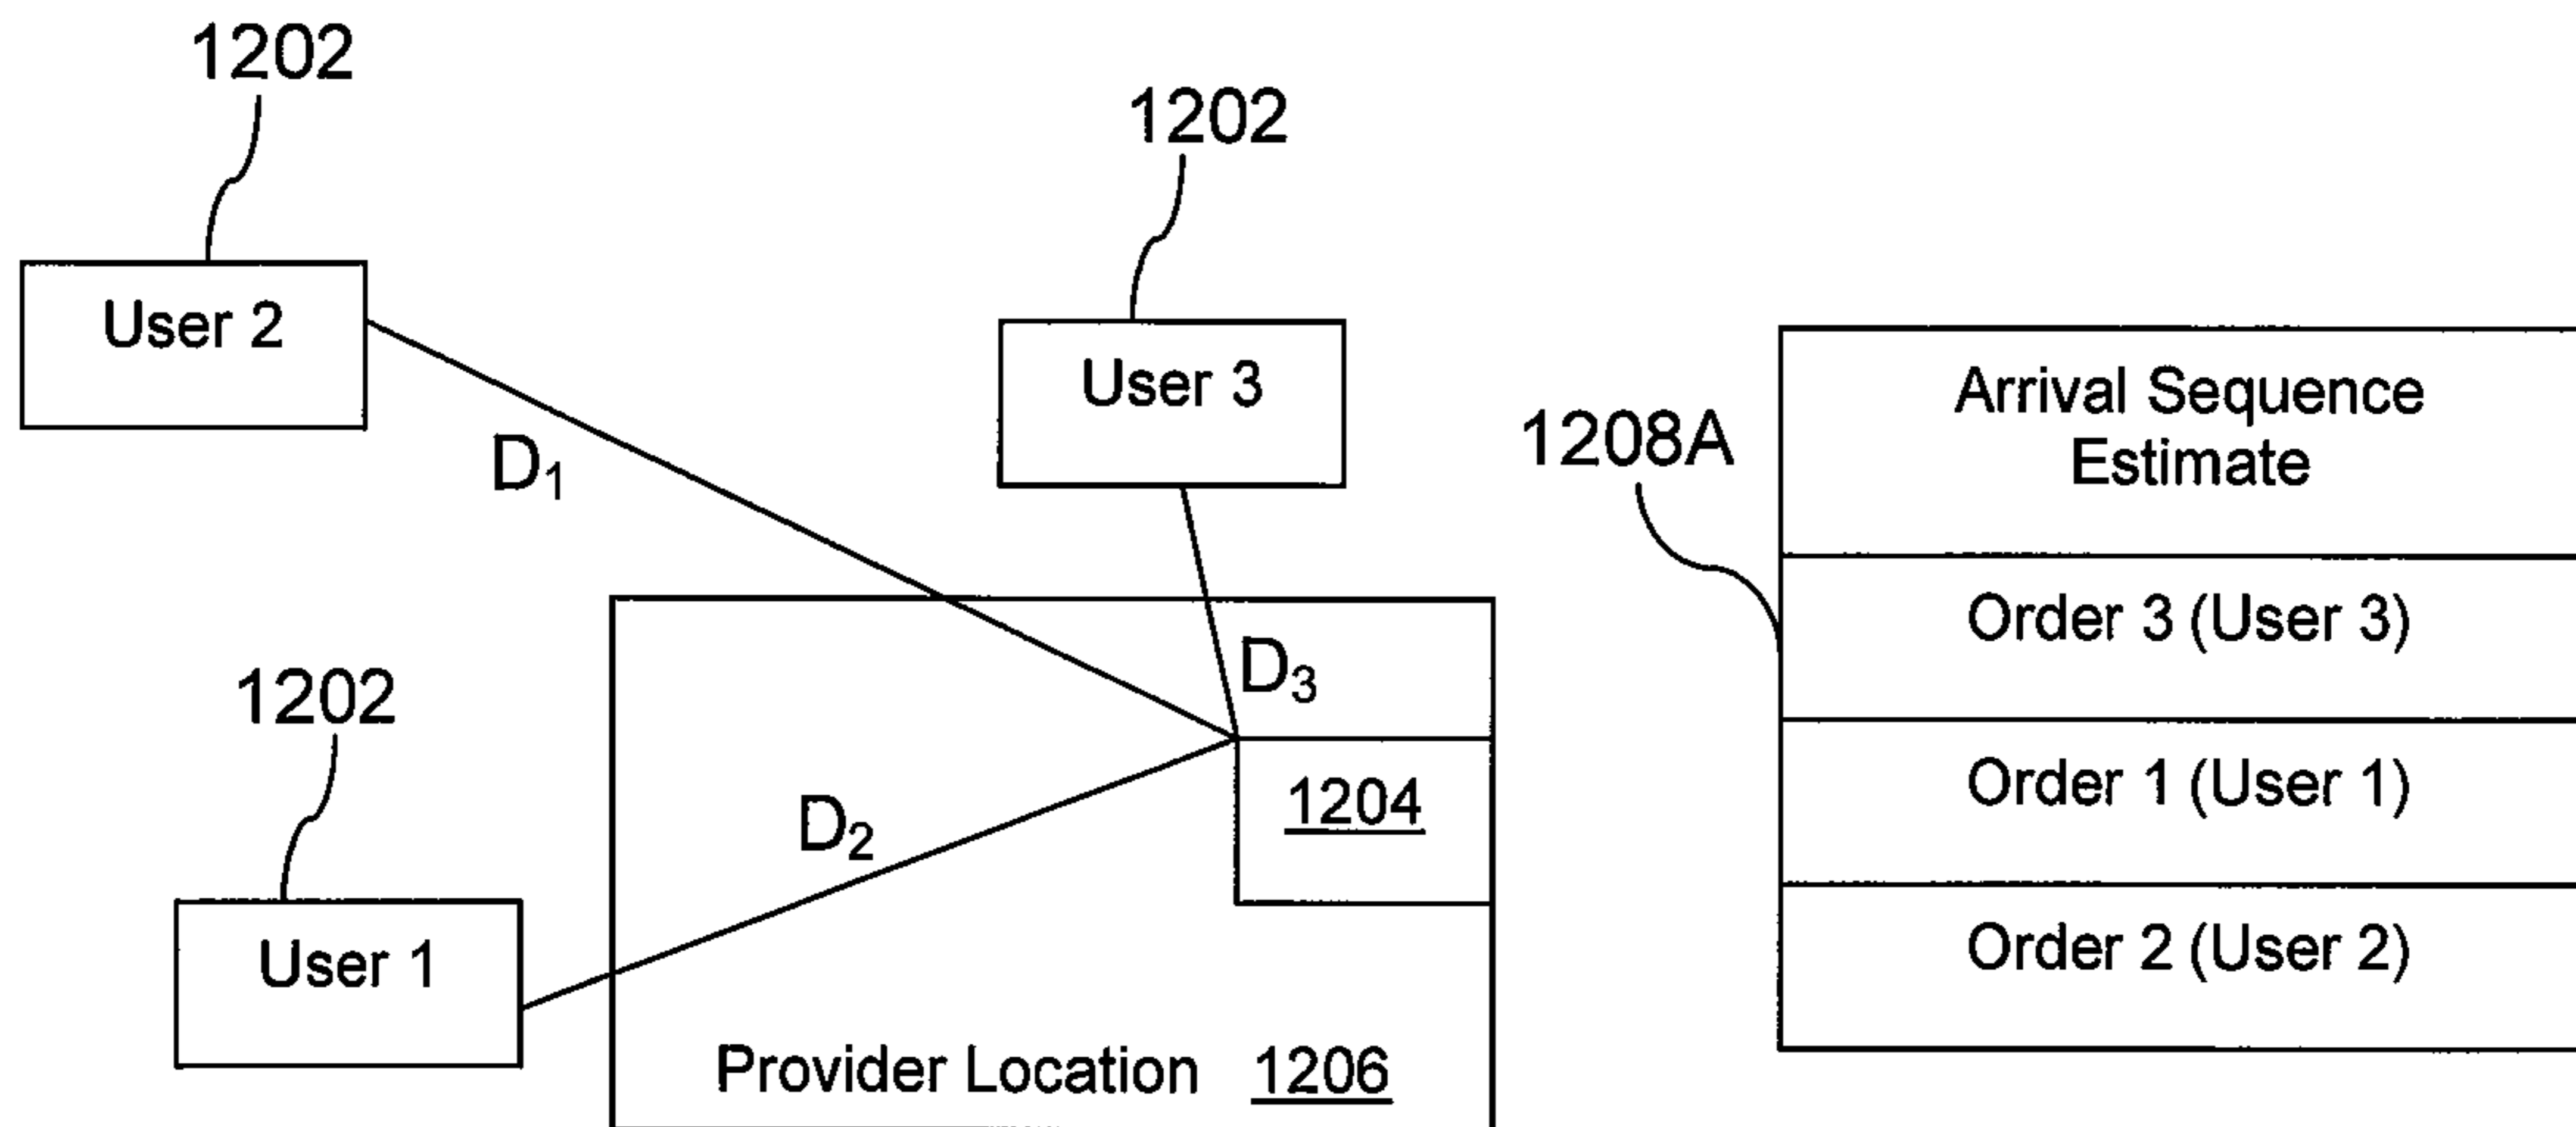 1202
1202
User 2
User 3
D₁
1208A
Arrival Sequence
Estimate
Order 3 (User 3)
D₃
1202
Order 1 (User 1)
1204
D₂
User 1
Order 2 (User 2)
Provider Location 1206